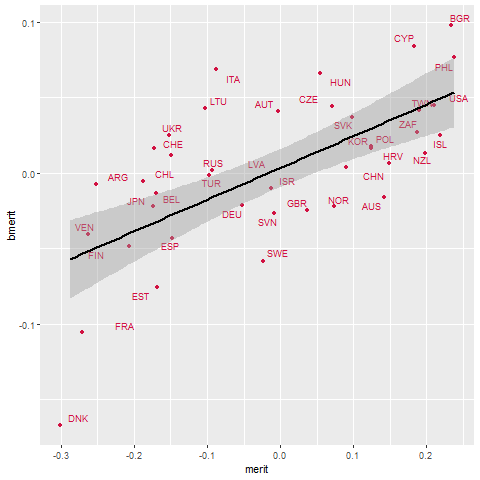 BGR
0.1
CYP
PHL
ITA
HUN
LTU
AUT
CZE
TWN
USA
UKR
SVK
ZAF
CHE
KOR
POL
ISL
RUS
LVA
HRV
NZL
0.0
ARG
CHL
TUR
ISR
CHN
JPN
BEL
NOR
GBR
AUS
DEU
SVN
VEN
ESP
FIN
SWE
EST
-0.1
FRA
DNK
-0.3
-0.2
-0.1
0.0
0.1
0.2
merit
bmerit